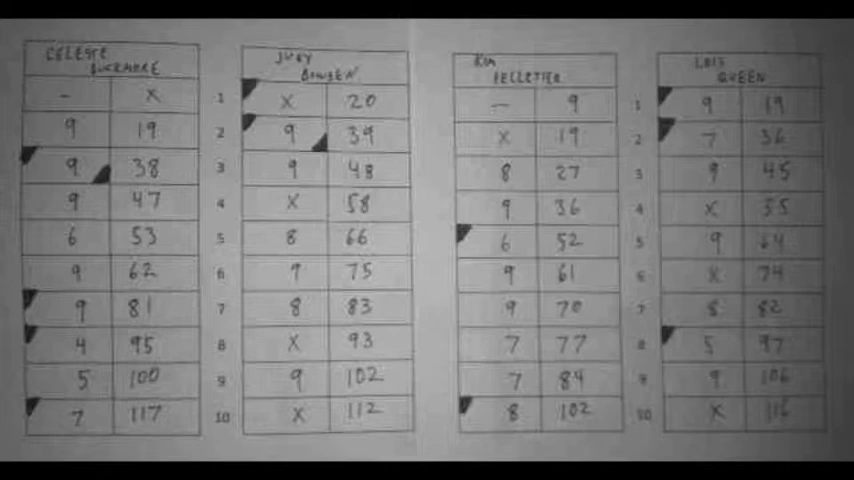 CELESTE BUCKMORE
JUDY BOWDEN
KIM PELLETIER
LOIS QUEEN
- X 1 X 20 - 9 1 9 19
9 19 2 9 39 X 19 2 7 36
9 38 3 9 48 8 27 3 9 45
9 47 4 X 58 9 36 4 X 55
6 53 5 8 66 6 52 5 9 64
9 62 6 9 75 9 61 6 X 74
9 81 7 8 83 9 70 7 8 82
4 95 8 X 93 7 77 8 5 97
5 100 9 9 102 7 84 9 9 106
7 117 10 X 112 8 102 10 X 116